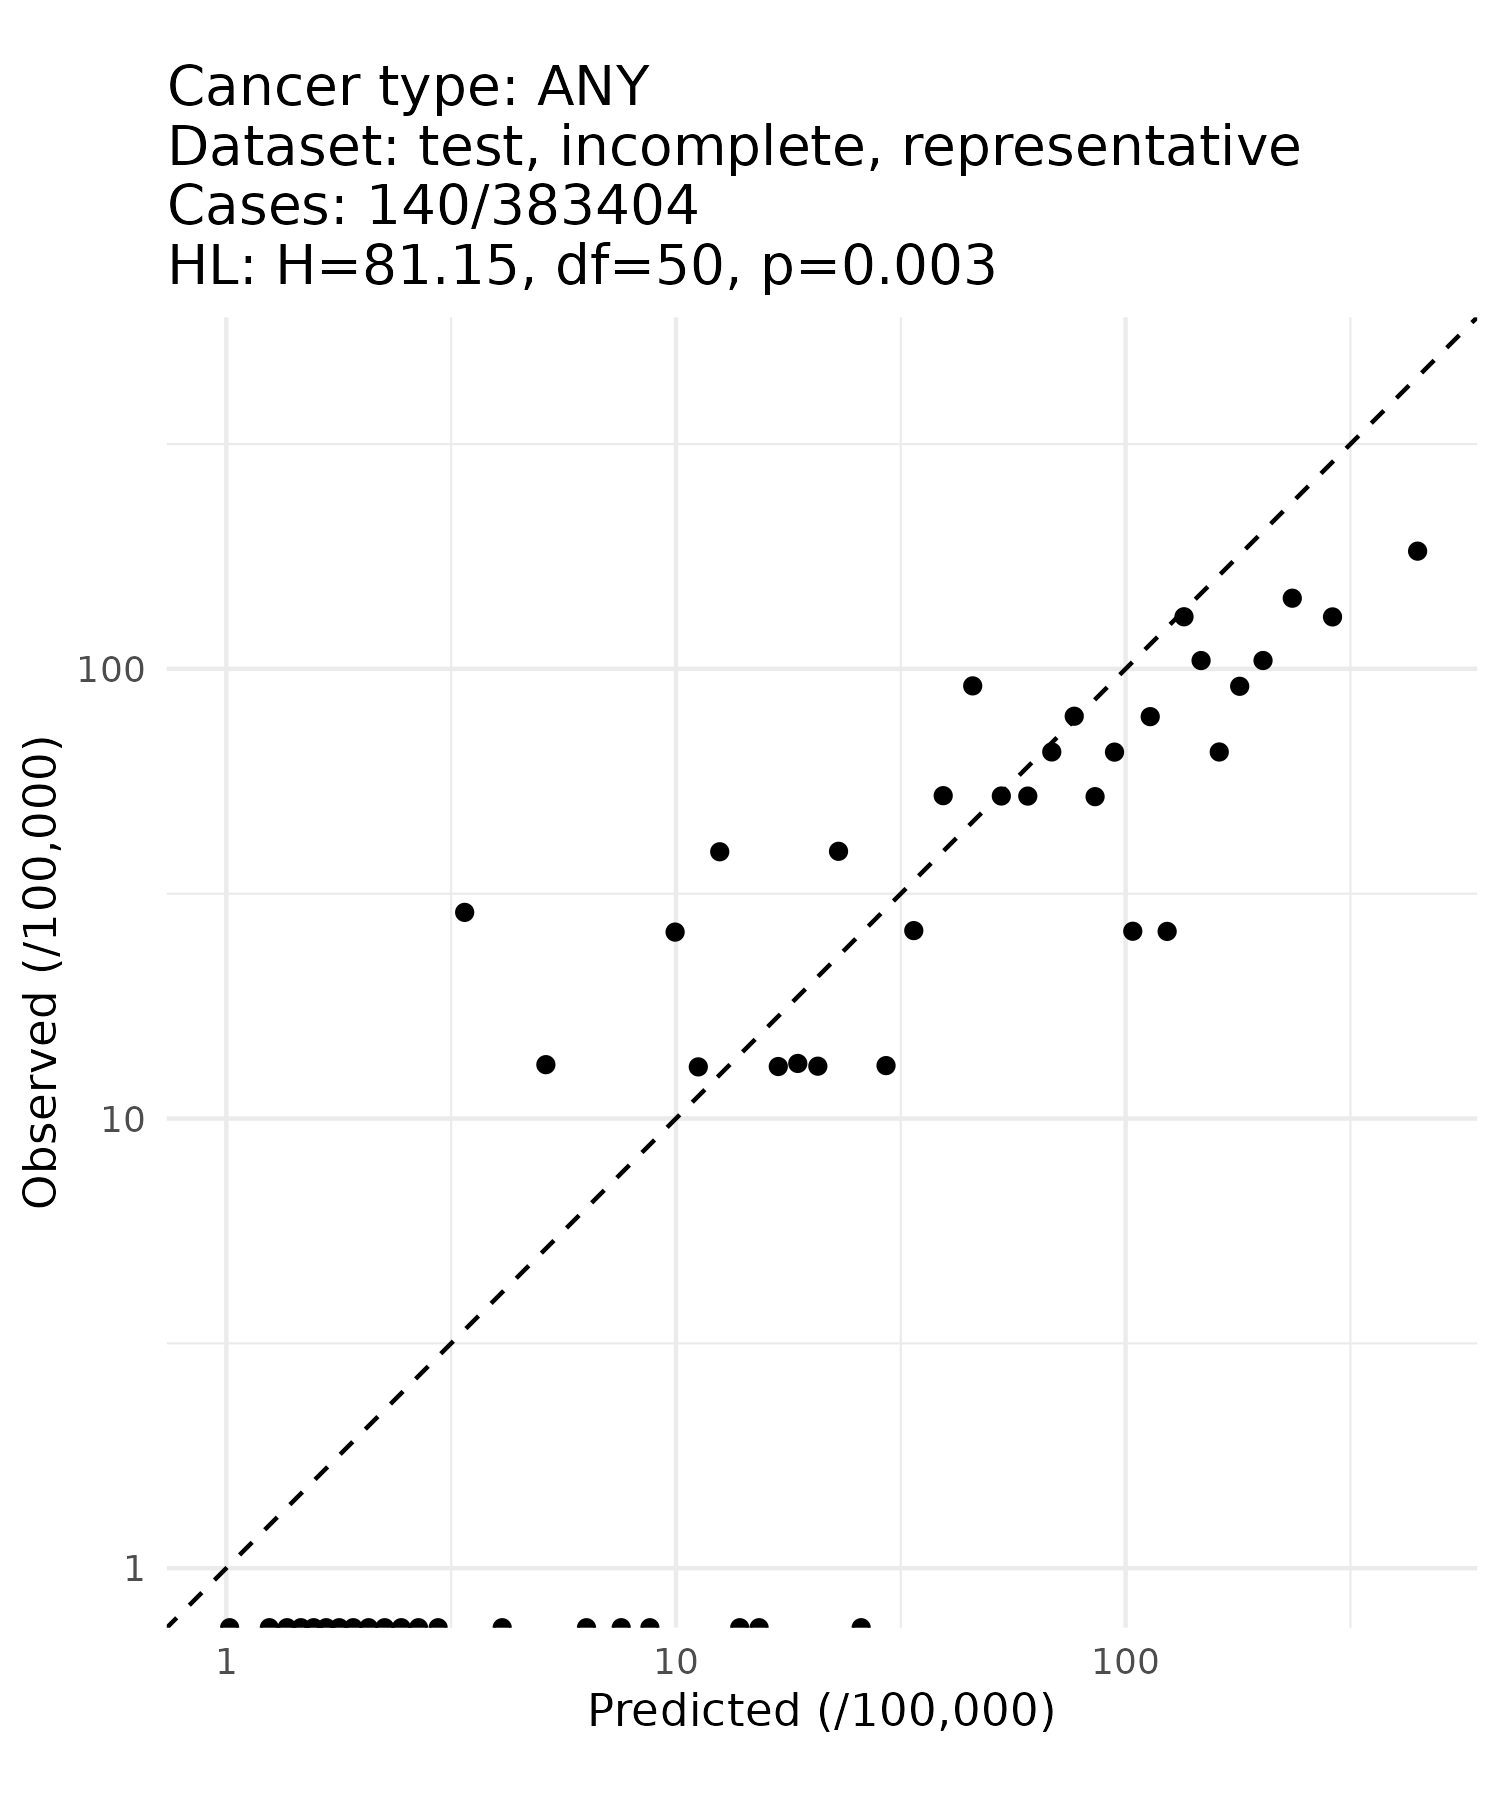 Cancer type: ANY
Dataset: test, incomplete, representative
Cases: 140/383404
HL: H=81.15, df=50, p=0.003
Observed (/100,000)
100
10
1
1
10
100
Predicted (/100,000)